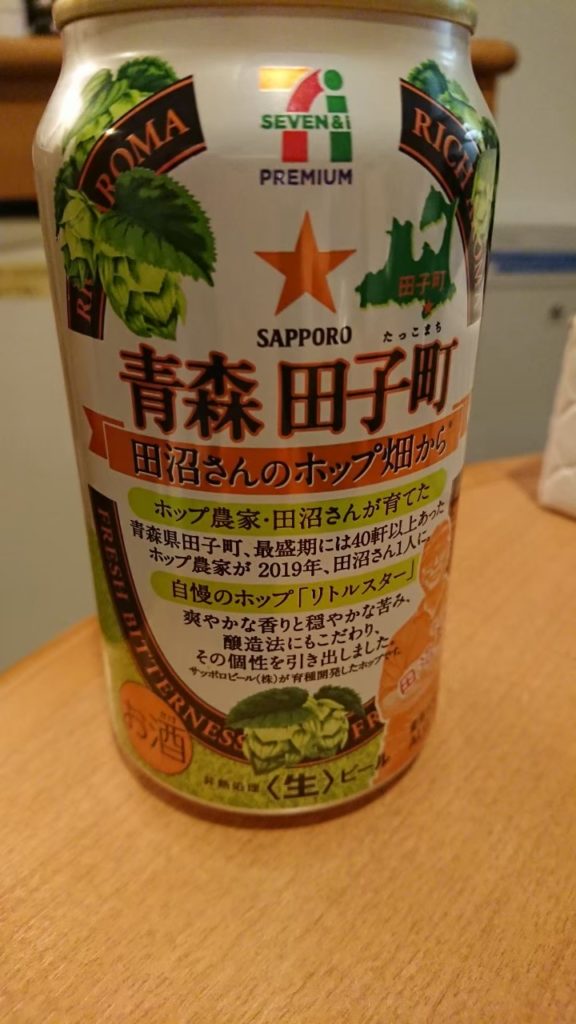 SEVEN&i
PREMIUM
AROMA
RICH
田子町
SAPPORO
たっこまち
青森 田子町
田沼さんのホップ畑から*
ホップ農家・田沼さんが育てた
青森県田子町、最盛期には40軒以上あった
ホップ農家が 2019年、田沼さん1人に。
自慢のホップ「リトルスター」
爽やかな香りと穏やかな苦み、
醸造法にもこだわり、
その個性を引き出しました。
サッポロビール(株)が育種開発したホップです。
FRESH BITTERNESS
FR
お酒
非熱処理 〈生〉ビール